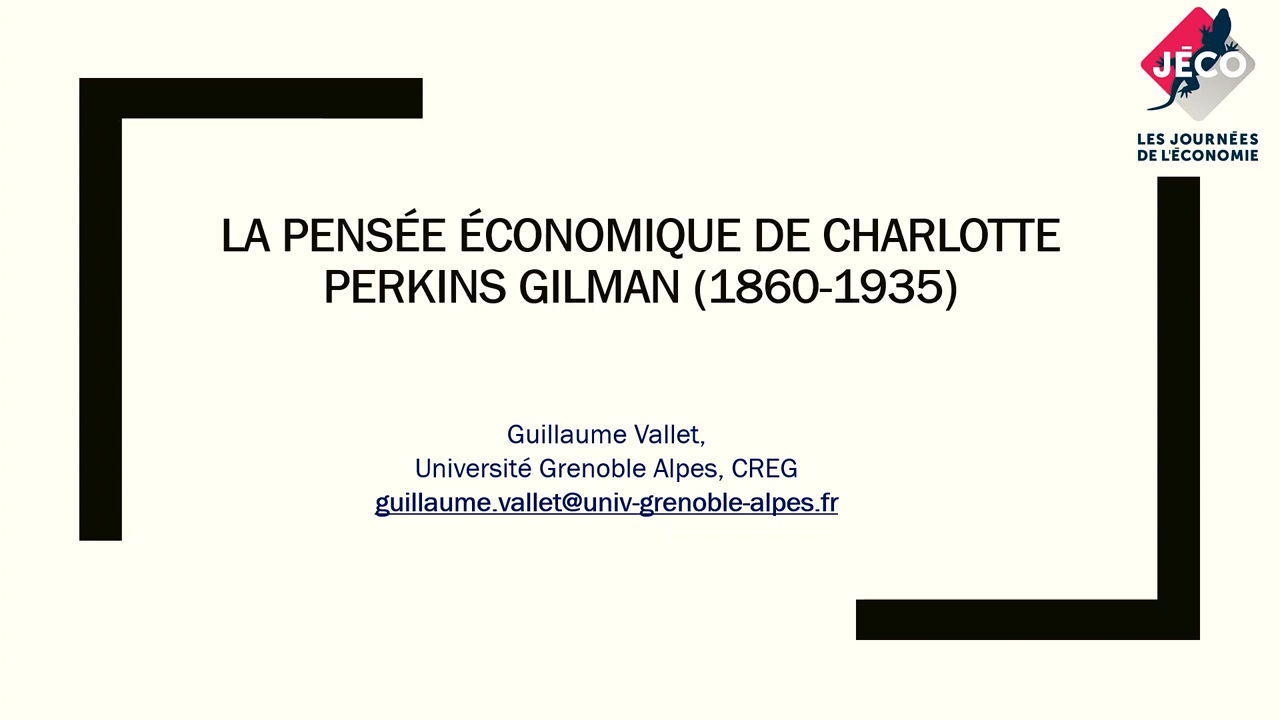 JÉCO
LES JOURNÉES
DE L'ÉCONOMIE
LA PENSÉE ÉCONOMIQUE DE CHARLOTTE
PERKINS GILMAN (1860-1935)
Guillaume Vallet,
Université Grenoble Alpes, CREG
guillaume.vallet@univ-grenoble-alpes.fr